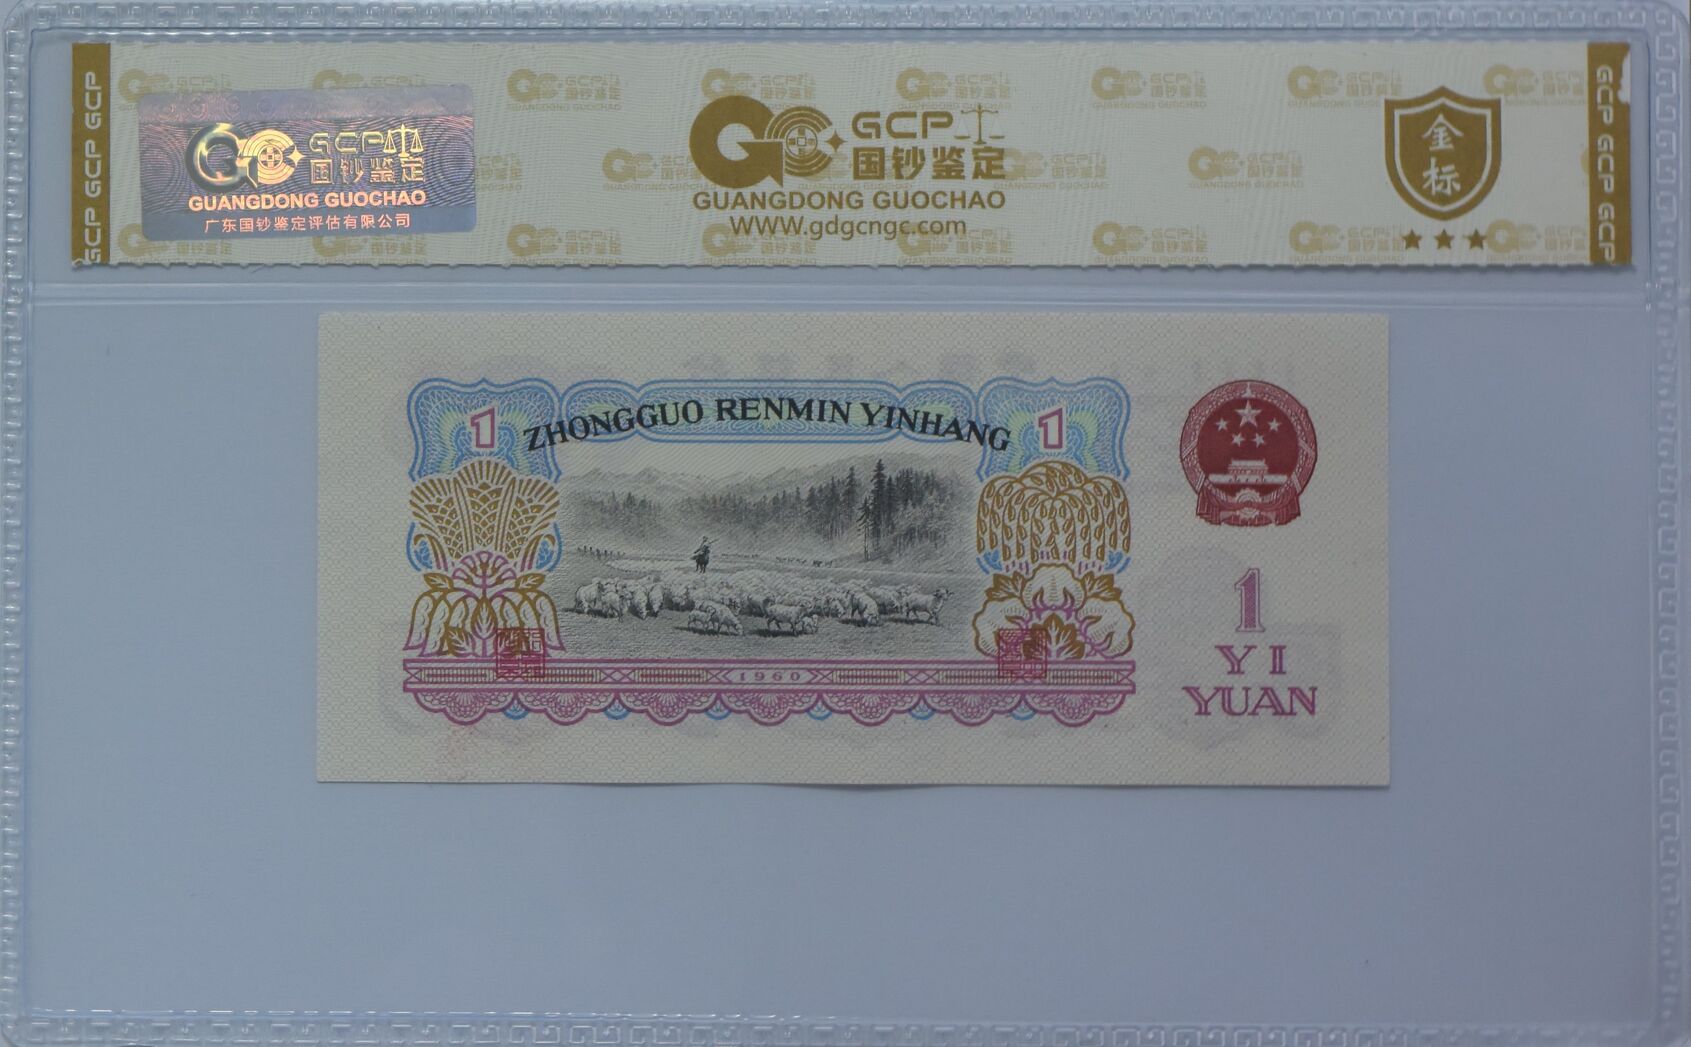 GCP GCP GCP
GCP
国钞鉴定
GUANGDONG GUOCHAO
广东国钞鉴定评估有限公司
GCP
国钞鉴定
GUANGDONG GUOCHAO
WWW.gdgcngc.com
金
标
GCP GCP GCP
ZHONGGUO RENMIN YINHANG
1
1
1960
1
YI
YUAN